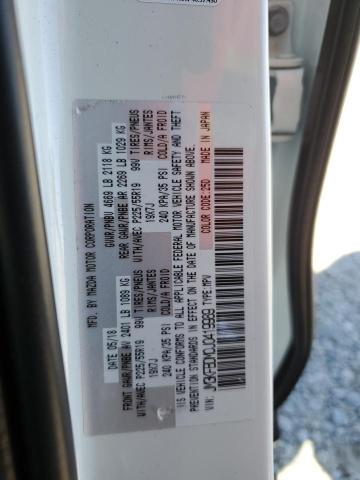 MFD. BY MAZDA MOTOR CORPORATION
DATE 05/18 GVWR/PNBV 4669 LB 2118 KG
FRONT GAWR/PNBE AV 2401 LB 1089 KG REAR GAWR/PNBE AR 2269 LB 1029 KG
WITH/AVEC P225/55R19 99V TIRES/PNEUS WITH/AVEC P225/55R19 99V TIRES/PNEUS
19X7J RIMS/JANTES 19X7J RIMS/JANTES
240 KPA/35 PSI COLD/A FROID 240 KPA/35 PSI COLD/A FROID
THIS VEHICLE CONFORMS TO ALL APPLICABLE FEDERAL MOTOR VEHICLE SAFETY AND THEFT
PREVENTION STANDARDS IN EFFECT ON THE DATE OF MANUFACTURE SHOWN ABOVE.
COLOR CODE: 25D MADE IN JAPAN
VIN: TYPE: MPV